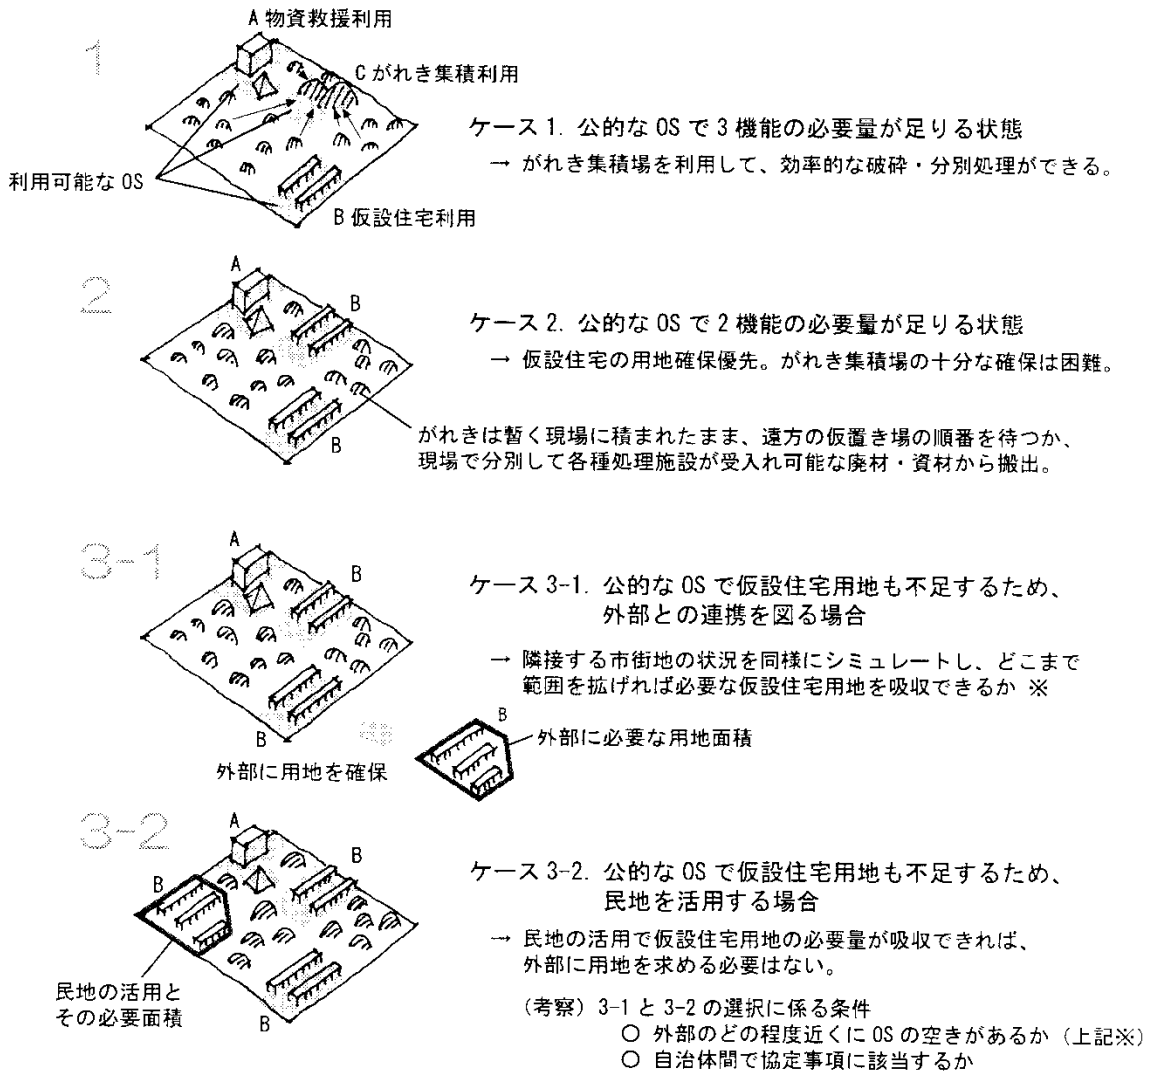 1
A 物資救援利用
C がれき集積利用
利用可能な OS
B 仮設住宅利用
ケース 1. 公的な OS で 3 機能の必要量が足りる状態
→ がれき集積場を利用して、効率的な破砕・分別処理ができる。
2
A
B
B
ケース 2. 公的な OS で 2 機能の必要量が足りる状態
→ 仮設住宅の用地確保優先。がれき集積場の十分な確保は困難。
がれきは暫く現場に積まれたまま、遠方の仮置き場の順番を待つか、
現場で分別して各種処理施設が受入れ可能な廃材・資材から搬出。
3-1
A
B
B
外部に用地を確保
ケース 3-1. 公的な OS で仮設住宅用地も不足するため、
外部との連携を図る場合
→ 隣接する市街地の状況を同様にシミュレートし、どこまで
範囲を拡げれば必要な仮設住宅用地を吸収できるか ※
B
外部に必要な用地面積
3-2
A
B
B
B
民地の活用と
その必要面積
ケース 3-2. 公的な OS で仮設住宅用地も不足するため、
民地を活用する場合
→ 民地の活用で仮設住宅用地の必要量が吸収できれば、
外部に用地を求める必要はない。
（考察）3-1 と 3-2 の選択に係る条件
○ 外部のどの程度近くに OS の空きがあるか（上記※）
○ 自治体間で協定事項に該当するか